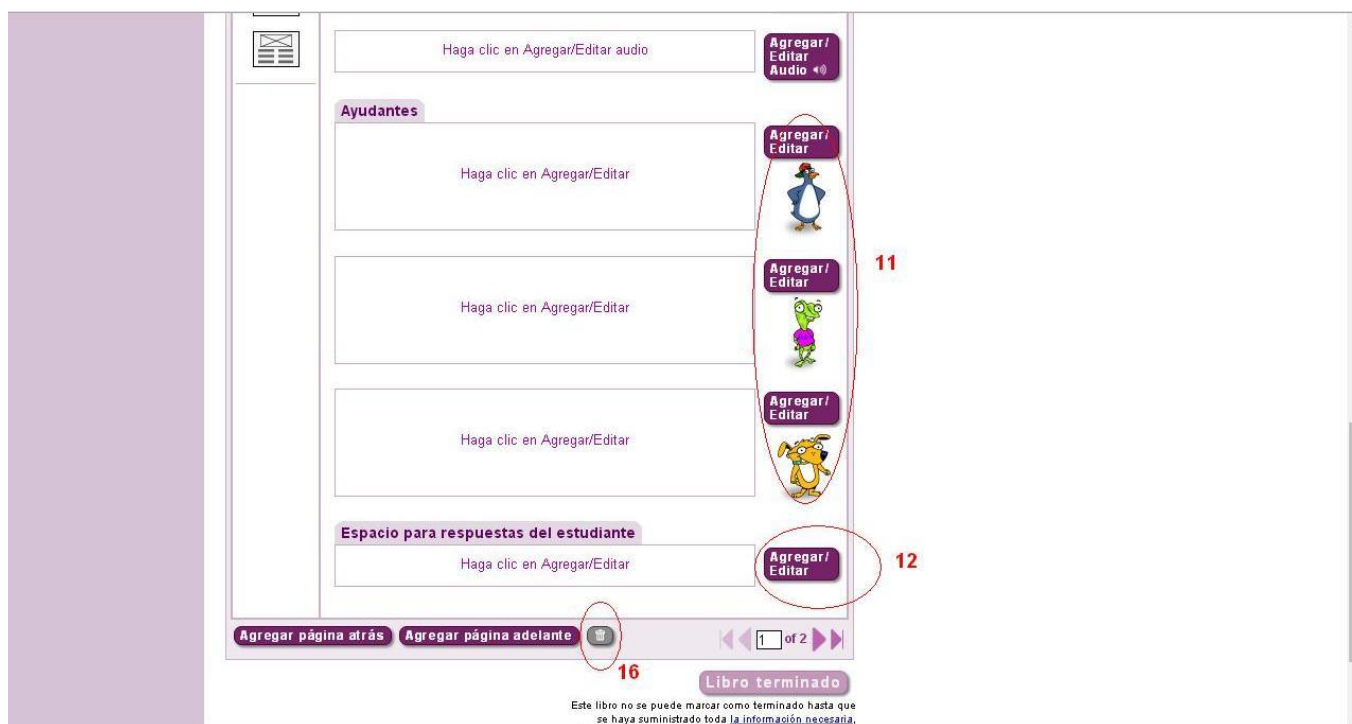 Haga clic en Agregar/Editar audio
Agregar/
Editar
Audio
Ayudantes
Haga clic en Agregar/Editar
Agregar/
Editar
11
Haga clic en Agregar/Editar
Agregar/
Editar
Haga clic en Agregar/Editar
Agregar/
Editar
Espacio para respuestas del estudiante
Haga clic en Agregar/Editar
Agregar/
Editar
12
Agregar página atrás
Agregar página adelante
1 of 2
16
Libro terminado
Este libro no se puede marcar como terminado hasta que
se haya suministrado toda la información necesaria.